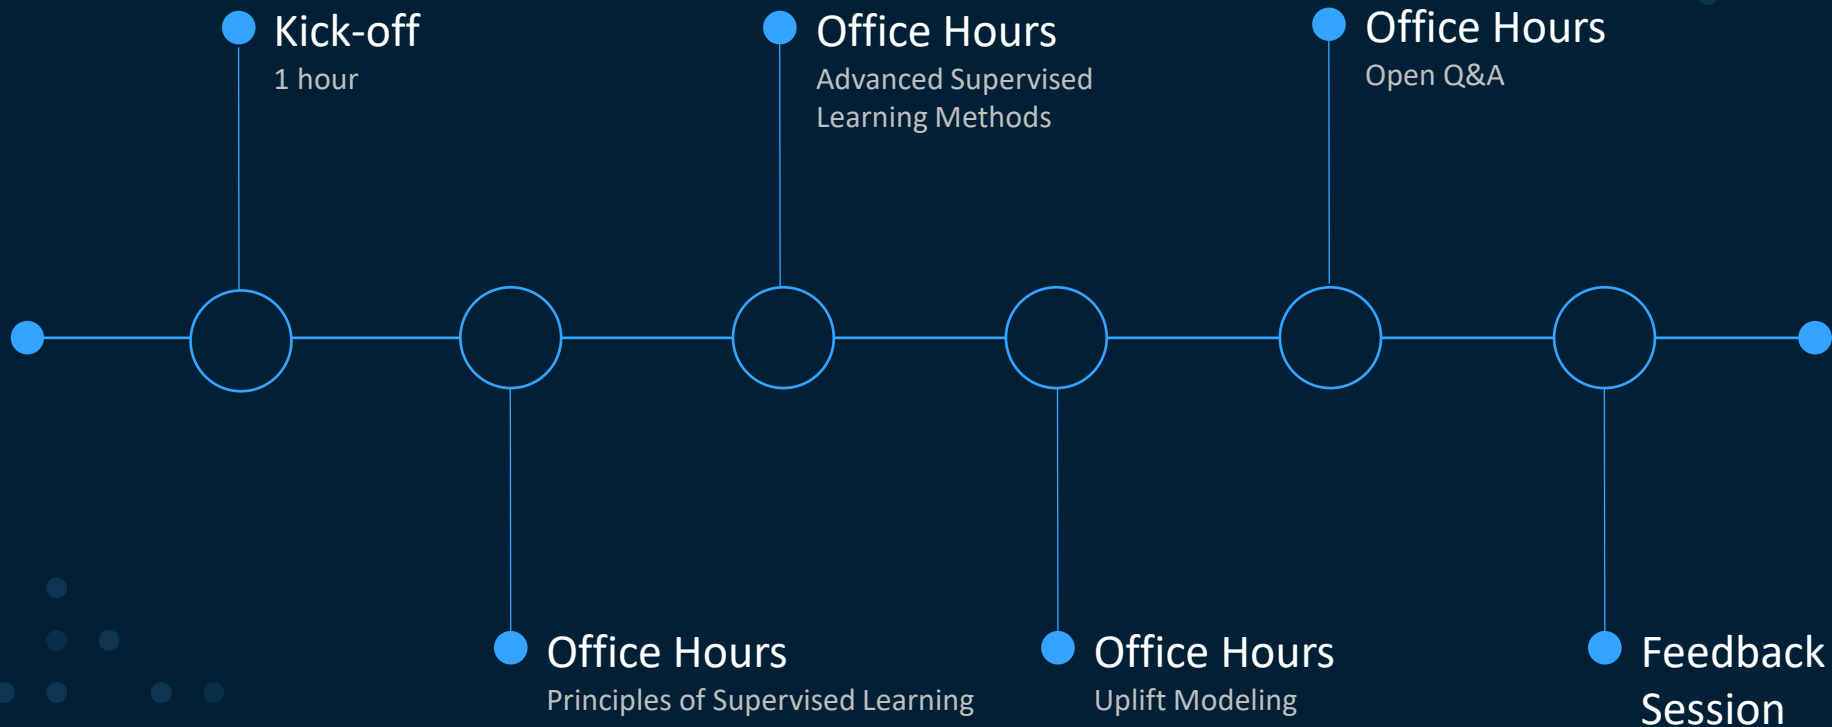 Kick-off
1 hour
Office Hours
Advanced Supervised
Learning Methods
Office Hours
Open Q&A
Office Hours
Principles of Supervised Learning
Office Hours
Uplift Modeling
Feedback
Session